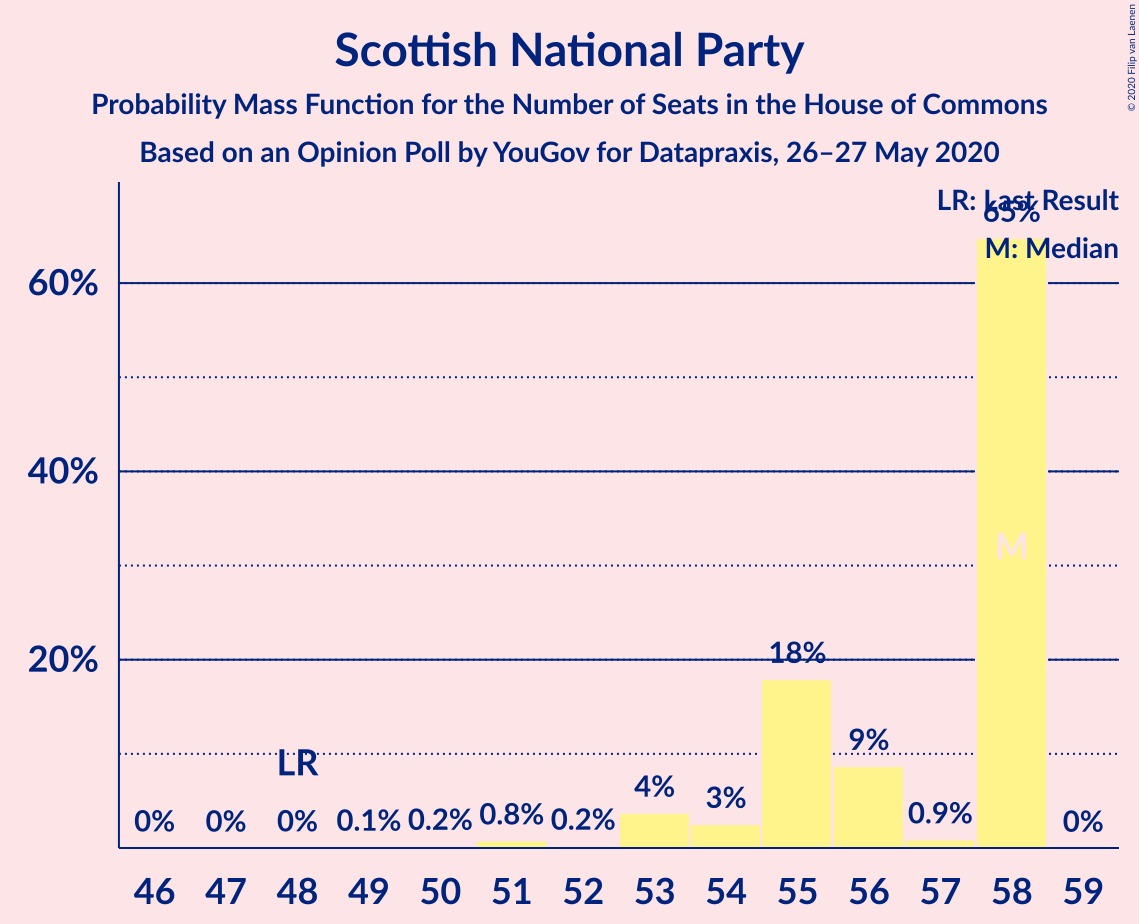 Scottish National Party
Probability Mass Function for the Number of Seats in the House of Commons
Based on an Opinion Poll by YouGov for Datapraxis, 26–27 May 2020
© 2020 Filip van Laenen
LR: Last Result
M: Median
65%
60%
40%
20%
M
18%
9%
LR
4%
3%
0% 0% 0% 0.1% 0.2% 0.8% 0.2% 0.9% 0%
46 47 48 49 50 51 52 53 54 55 56 57 58 59